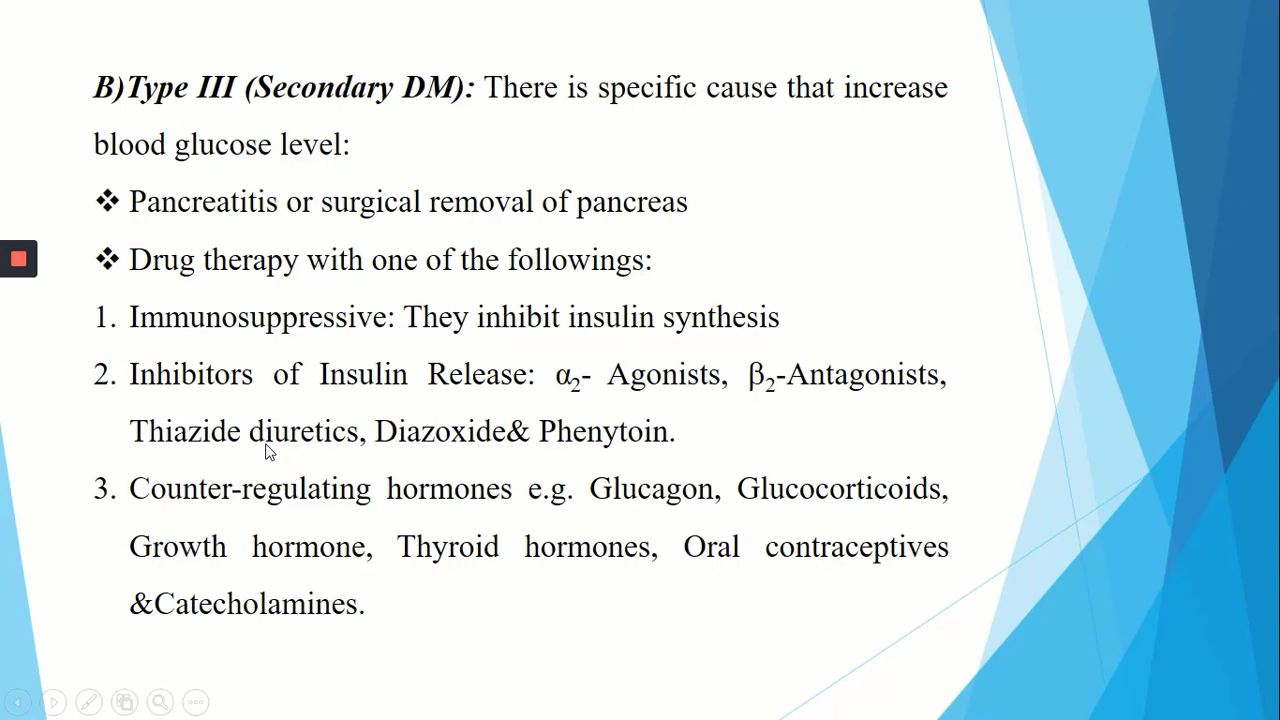 B)Type III (Secondary DM): There is specific cause that increase
blood glucose level:
❖ Pancreatitis or surgical removal of pancreas
❖ Drug therapy with one of the followings:
1. Immunosuppressive: They inhibit insulin synthesis
2. Inhibitors of Insulin Release: α₂- Agonists, β₂-Antagonists,
Thiazide diuretics, Diazoxide& Phenytoin.
3. Counter-regulating hormones e.g. Glucagon, Glucocorticoids,
Growth hormone, Thyroid hormones, Oral contraceptives
&Catecholamines.